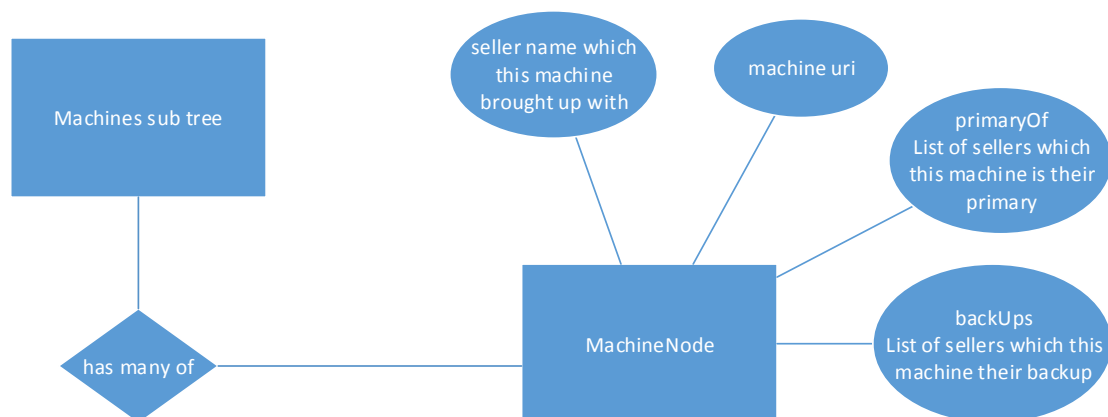 Machines sub tree
seller name which
this machine
brought up with
machine uri
primaryOf
List of sellers which
this machine is their
primary
has many of
MachineNode
backUps
List of sellers which this
machine their backup